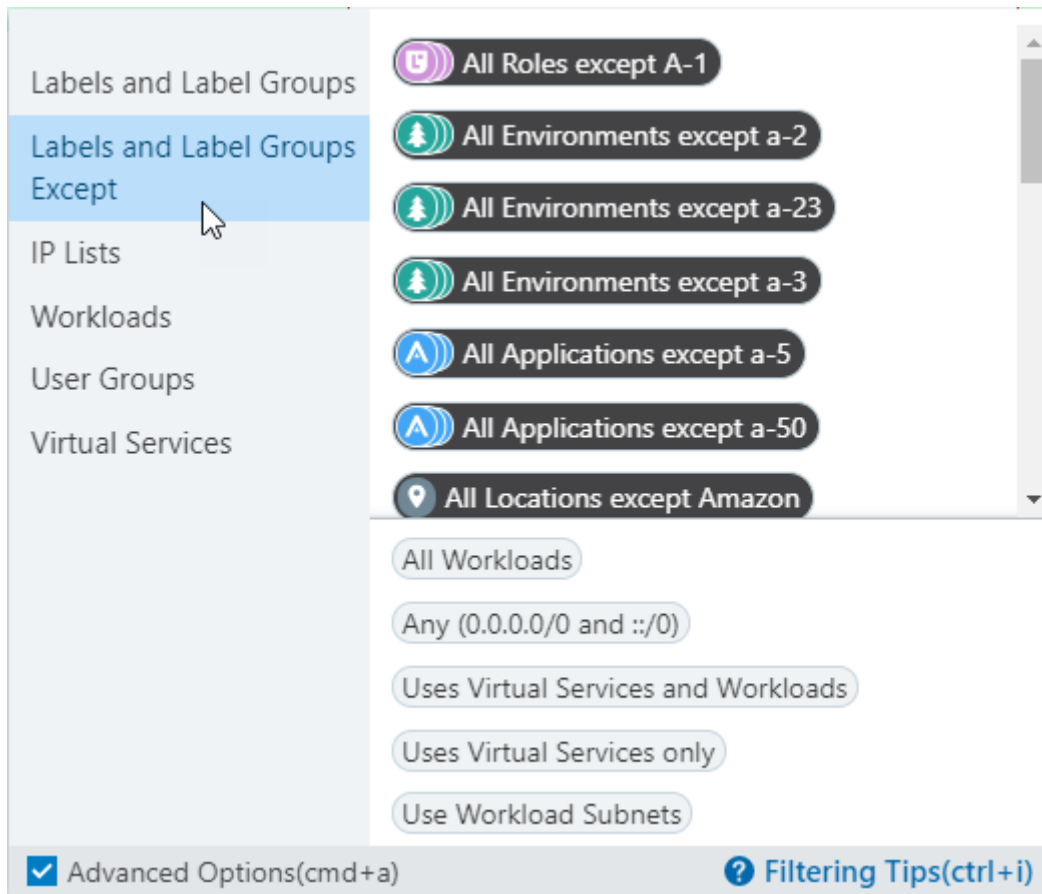 Labels and Label Groups
Labels and Label Groups
Except
IP Lists
Workloads
User Groups
Virtual Services
All Roles except A-1
All Environments except a-2
All Environments except a-23
All Environments except a-3
All Applications except a-5
All Applications except a-50
All Locations except Amazon
All Workloads
Any (0.0.0.0/0 and ::/0)
Uses Virtual Services and Workloads
Uses Virtual Services only
Use Workload Subnets
Advanced Options(cmd+a)
? Filtering Tips(ctrl+i)